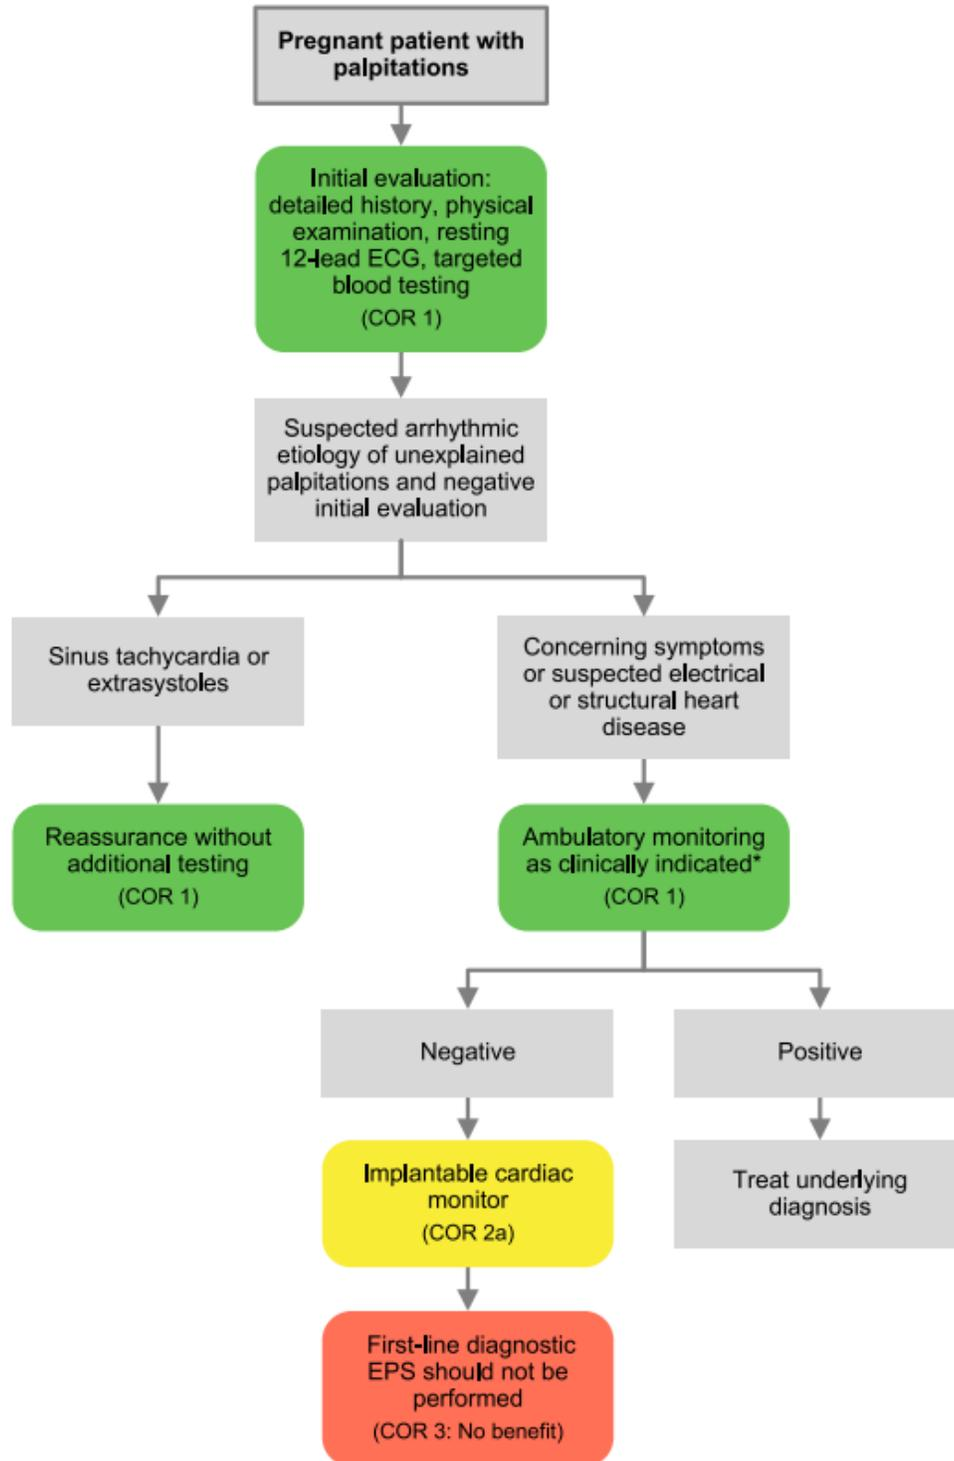 Pregnant patient with
palpitations
Initial evaluation:
detailed history, physical
examination, resting
12-lead ECG, targeted
blood testing
(COR 1)
Suspected arrhythmic
etiology of unexplained
palpitations and negative
initial evaluation
Sinus tachycardia or
extrasystoles
Reassurance without
additional testing
(COR 1)
Concerning symptoms
or suspected electrical
or structural heart
disease
Ambulatory monitoring
as clinically indicated*
(COR 1)
Negative
Implantable cardiac
monitor
(COR 2a)
First-line diagnostic
EPS should not be
performed
(COR 3: No benefit)
Positive
Treat underlying
diagnosis